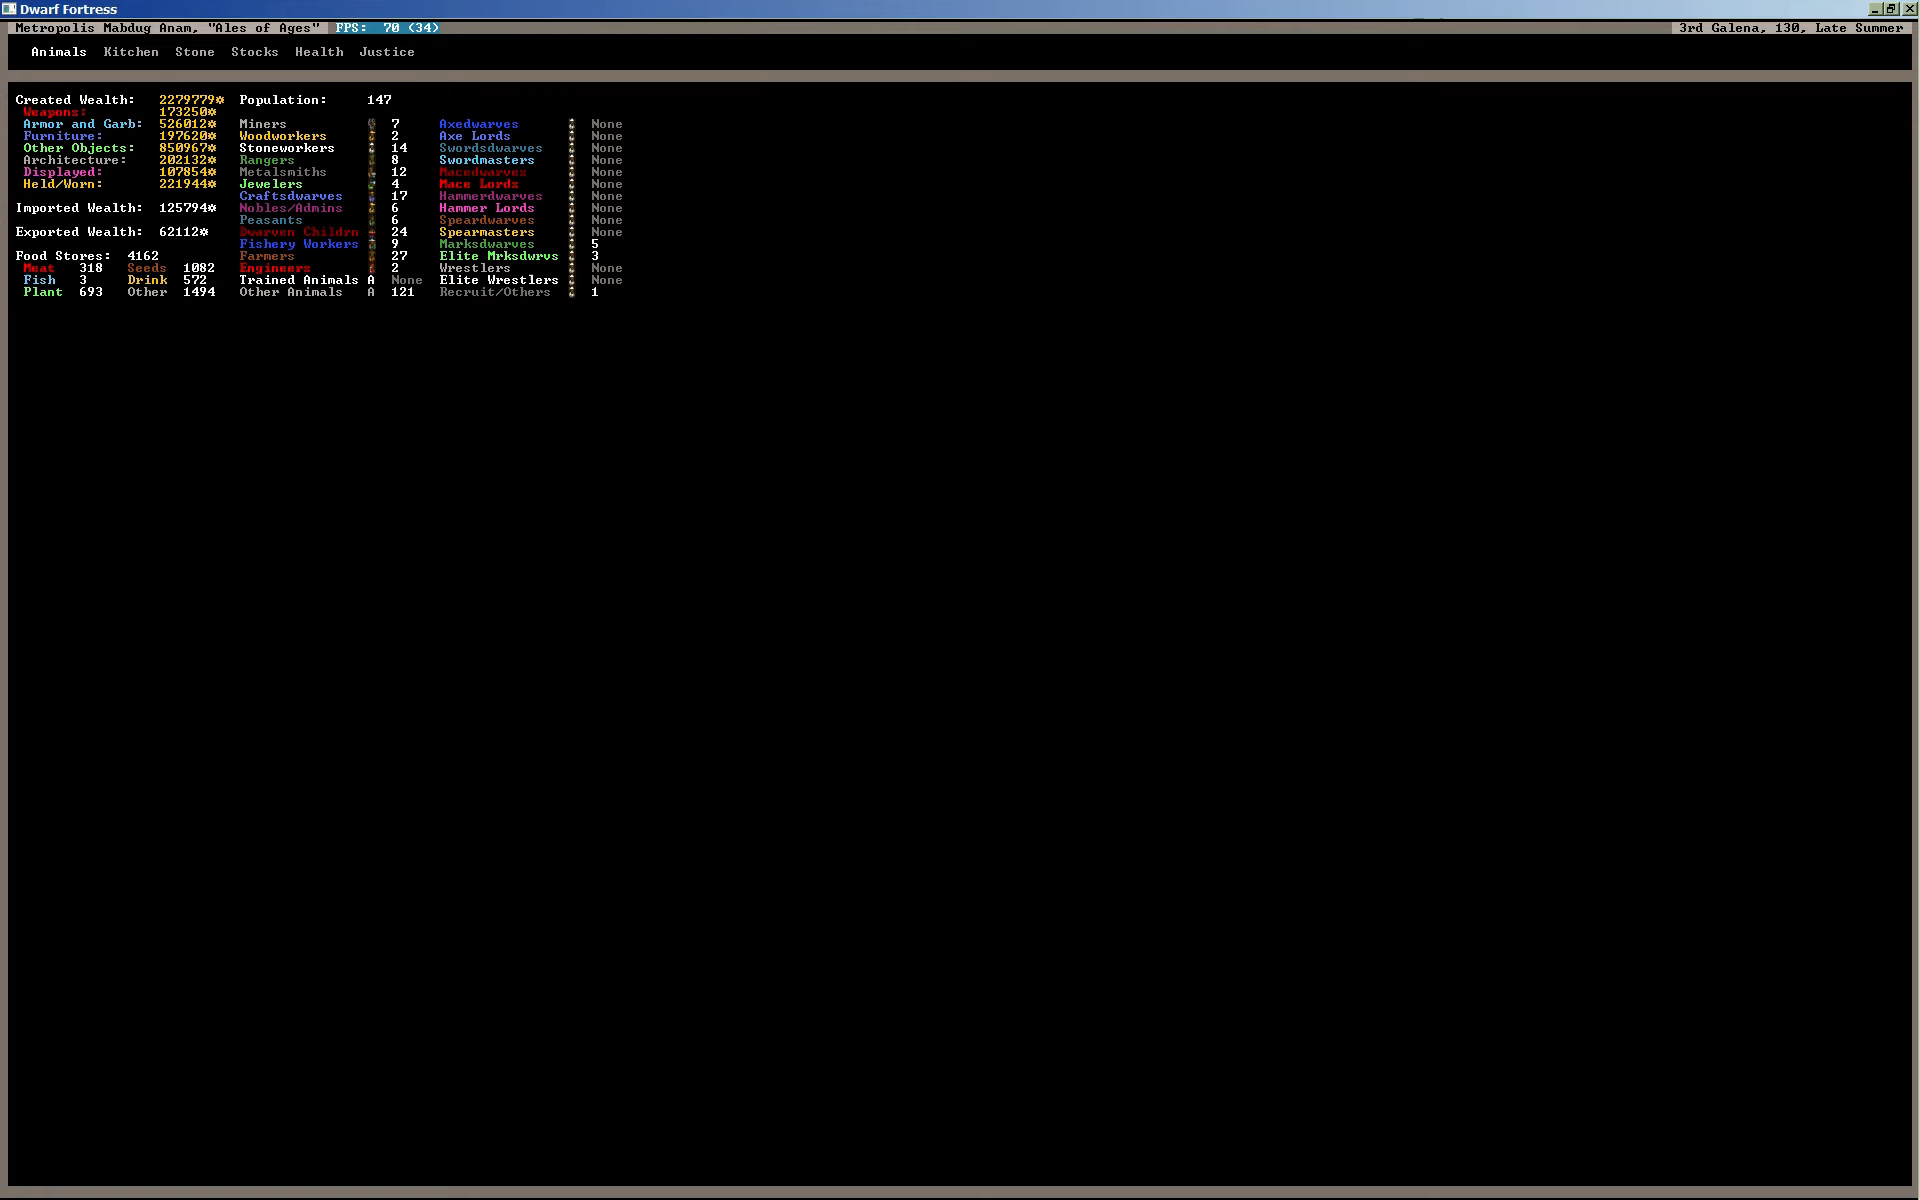 Dwarf Fortress
Metropolis Mabdug Anam, "Ales of Ages" FPS: 70 (34) 3rd Galena, 130, Late Summer
Animals Kitchen Stone Stocks Health Justice
Created Wealth: 2279779☼ Population: 147
Weapons: 173250☼
Armor and Garb: 526012☼ Miners 7 Axedwarves None
Furniture: 197620☼ Woodworkers 2 Axe Lords None
Other Objects: 850967☼ Stoneworkers 14 Swordsdwarves None
Architecture: 202132☼ Rangers 8 Swordmasters None
Displayed: 107854☼ Metalsmiths 12 Macedwarves None
Held/Worn: 221944☼ Jewelers 4 Mace Lords None
Craftsdwarves 17 Hammerdwarves None
Imported Wealth: 125794☼ Nobles/Admins 6 Hammer Lords None
Peasants 6 Speardwarves None
Exported Wealth: 62112☼ Dwarven Childrn 24 Spearmasters None
Fishery Workers 9 Marksdwarves 5
Food Stores: 4162 Farmers 27 Elite Mrksdwrvs 3
Meat 318 Seeds 1082 Engineers 2 Wrestlers None
Fish 3 Drink 572 Trained Animals A None Elite Wrestlers None
Plant 693 Other 1494 Other Animals A 121 Recruit/Others 1